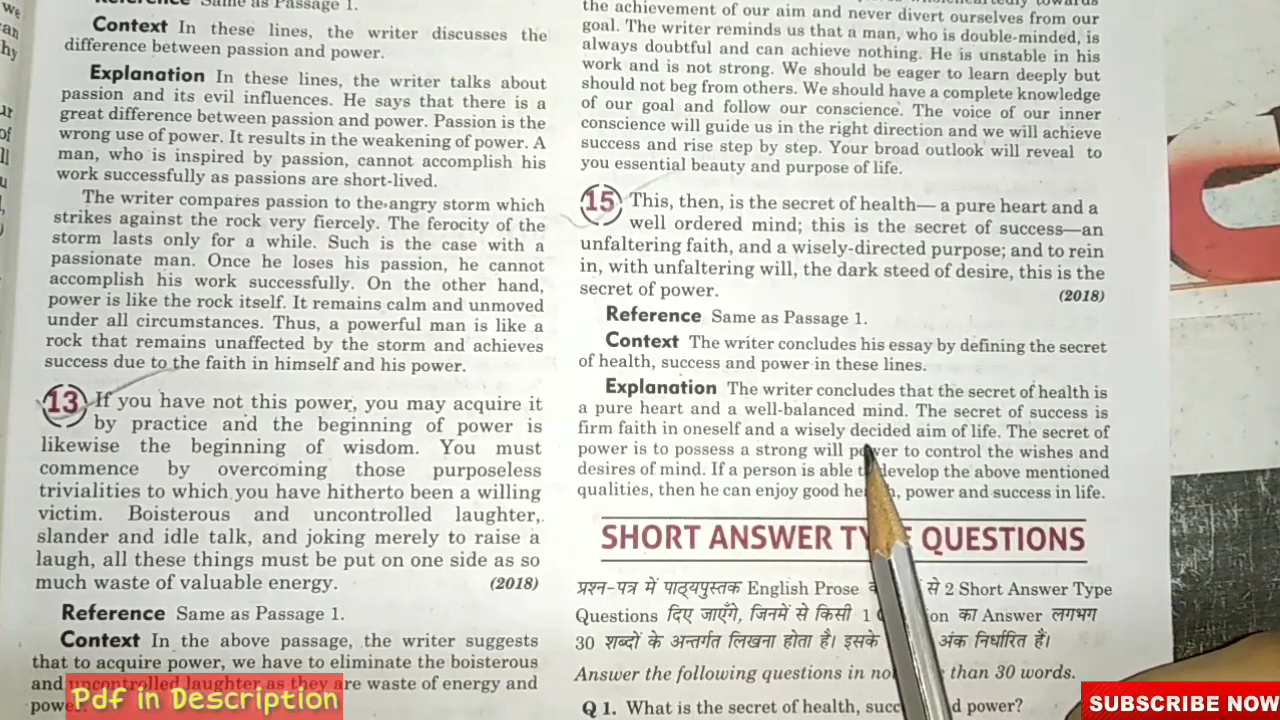 we
can
hy
ur
of
ll
u
Reference Same as Passage 1.
Context In these lines, the writer discusses the
difference between passion and power.
Explanation In these lines, the writer talks about
passion and its evil influences. He says that there is a
great difference between passion and power. Passion is the
wrong use of power. It results in the weakening of power. A
man, who is inspired by passion, cannot accomplish his
work successfully as passions are short-lived.
The writer compares passion to the angry storm which
strikes against the rock very fiercely. The ferocity of the
storm lasts only for a while. Such is the case with a
passionate man. Once he loses his passion, he cannot
accomplish his work successfully. On the other hand,
power is like the rock itself. It remains calm and unmoved
under all circumstances. Thus, a powerful man is like a
rock that remains unaffected by the storm and achieves
success due to the faith in himself and his power.
13 If you have not this power, you may acquire it
by practice and the beginning of power is
likewise the beginning of wisdom. You must
commence by overcoming those purposeless
trivialities to which you have hitherto been a willing
victim. Boisterous and uncontrolled laughter,
slander and idle talk, and joking merely to raise a
laugh, all these things must be put on one side as so
much waste of valuable energy. (2018)
Reference Same as Passage 1.
Context In the above passage, the writer suggests
that to acquire power, we have to eliminate the boisterous
and uncontrolled laughter as they are waste of energy and
power
the achievement of our aim and never divert ourselves from our
goal. The writer reminds us that a man, who is double-minded, is
always doubtful and can achieve nothing. He is unstable in his
work and is not strong. We should be eager to learn deeply but
should not beg from others. We should have a complete knowledge
of our goal and follow our conscience. The voice of our inner
conscience will guide us in the right direction and we will achieve
success and rise step by step. Your broad outlook will reveal to
you essential beauty and purpose of life.
15 This, then, is the secret of health— a pure heart and a
well ordered mind; this is the secret of success—an
unfaltering faith, and a wisely-directed purpose; and to rein
in, with unfaltering will, the dark steed of desire, this is the
secret of power. (2018)
Reference Same as Passage 1.
Context The writer concludes his essay by defining the secret
of health, success and power in these lines.
Explanation The writer concludes that the secret of health is
a pure heart and a well-balanced mind. The secret of success is
firm faith in oneself and a wisely decided aim of life. The secret of
power is to possess a strong will power to control the wishes and
desires of mind. If a person is able to develop the above mentioned
qualities, then he can enjoy good he , power and success in life.
SHORT ANSWER TY E QUESTIONS
प्रश्न-पत्र में पाठ्यपुस्तक English Prose से 2 Short Answer Type
Questions दिए जाएँगे, जिनमें से किसी 1 on का Answer लगभग
30 शब्दों के अन्तर्गत लिखना होता है। इसके अंक निर्धारित हैं।
Answer the following questions in no than 30 words.
Q 1. What is the secret of health, succ d power?
Pdf in Description
SUBSCRIBE NOW